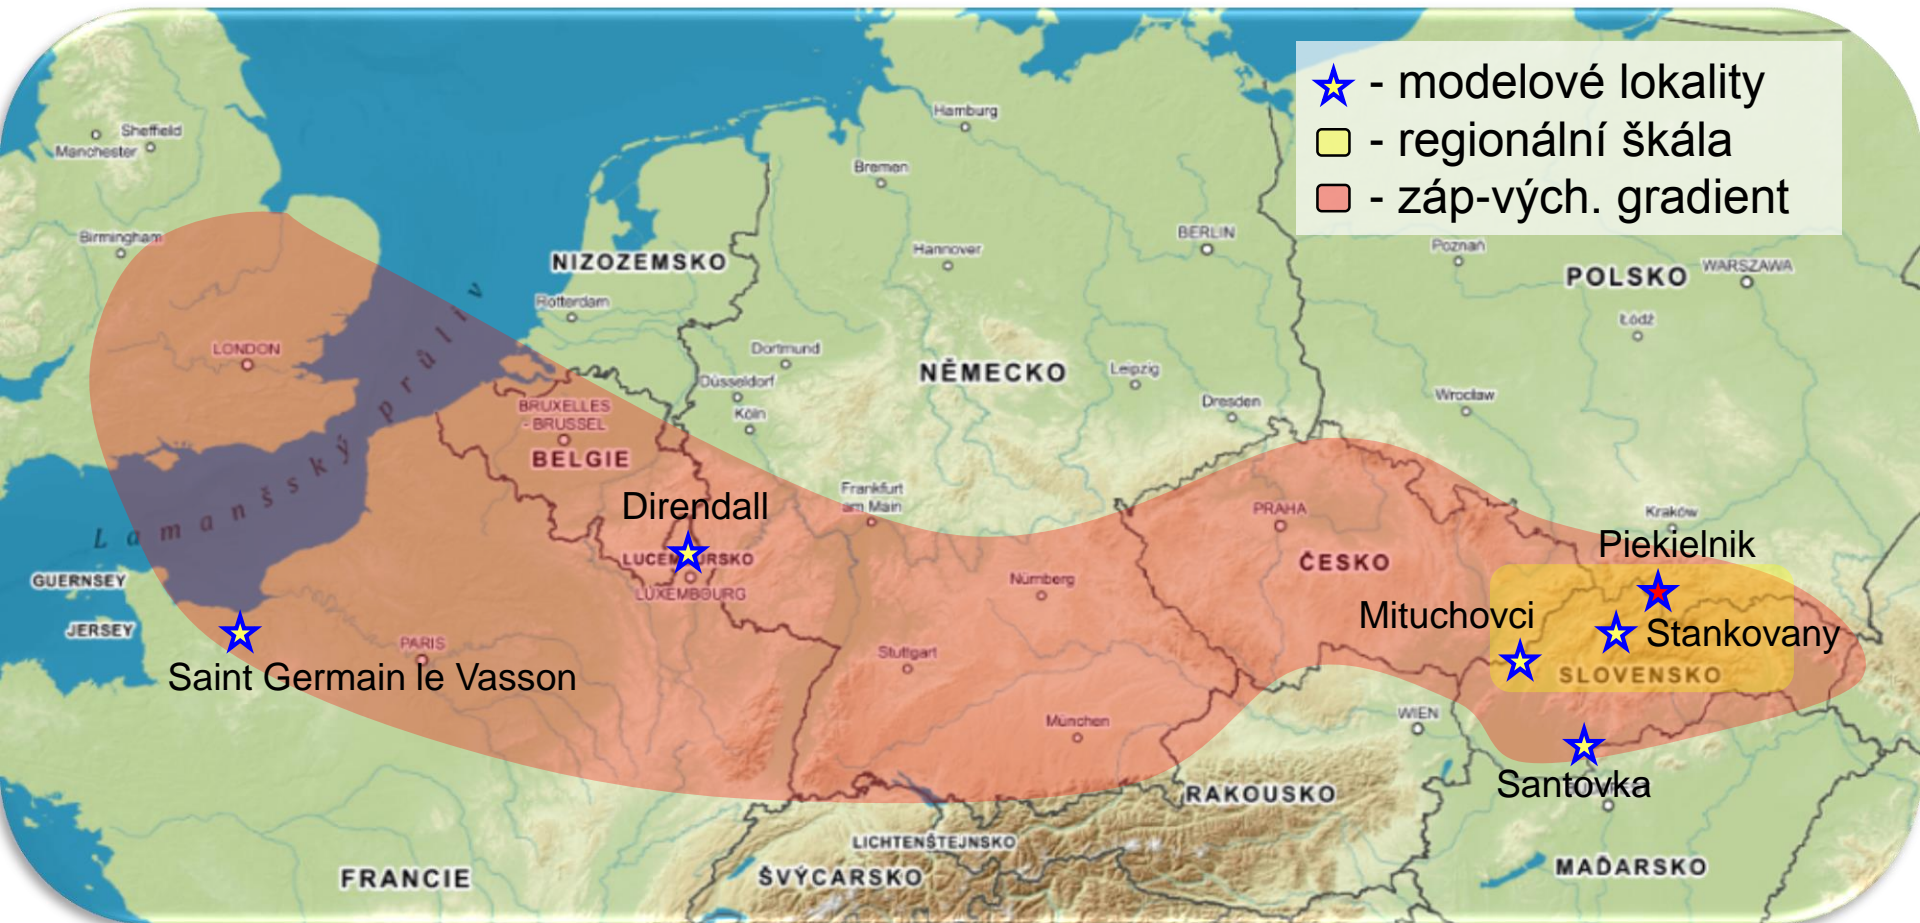 - modelové lokality
- regionální škála
- záp-vých. gradient
Hamburg
Sheffield
Manchester
Bremen
Birmingham
BERLIN
Hannover
Poznań
NIZOZEMSKO
POLSKO
WARSZAWA
Rotterdam
Łódź
LONDON
Dortmund
NĚMECKO
Leipzig
Düsseldorf
Wrocław
Dresden
BRUXELLES
- BRUSSEL
Köln
BELGIE
Lamanšský průliv
Frankfurt
am Main
Direndall
PRAHA
Kraków
Piekielnik
LUCEMBURSKO
ČESKO
GUERNSEY
Nürnberg
LUXEMBOURG
Mituchovci
JERSEY
Stankovany
PARIS
Stuttgart
Saint Germain le Vasson
SLOVENSKO
München
WIEN
Santovka
RAKOUSKO
LICHTENŠTEJNSKO
FRANCIE
ŠVÝCARSKO
MAĎARSKO